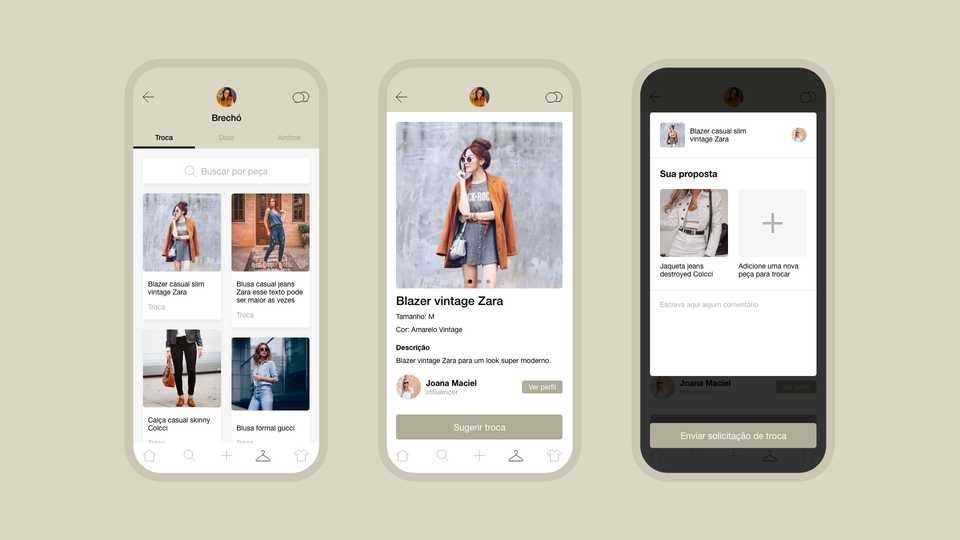 Brechó
Troca
Doar
Ambos
Buscar por peça
Blazer casual slim
vintage Zara
Troca
Blusa casual jeans
Zara esse texto pode
ser maior as vezes
Troca
Calça casual skinny
Colcci
Troca
Blusa formal gucci
Troca
Blazer vintage Zara
Tamanho: M
Cor: Amarelo Vintage
Descrição
Blazer vintage Zara para um look super moderno.
Joana Maciel
Influencer
Ver perfil
Sugerir troca
Blazer casual slim
vintage Zara
Sua proposta
Jaqueta jeans
destroyed Colcci
Adicione uma nova
peça para trocar
Escreva aqui algum comentário
Joana Maciel
Influencer
Ver perfil
Enviar solicitação de troca